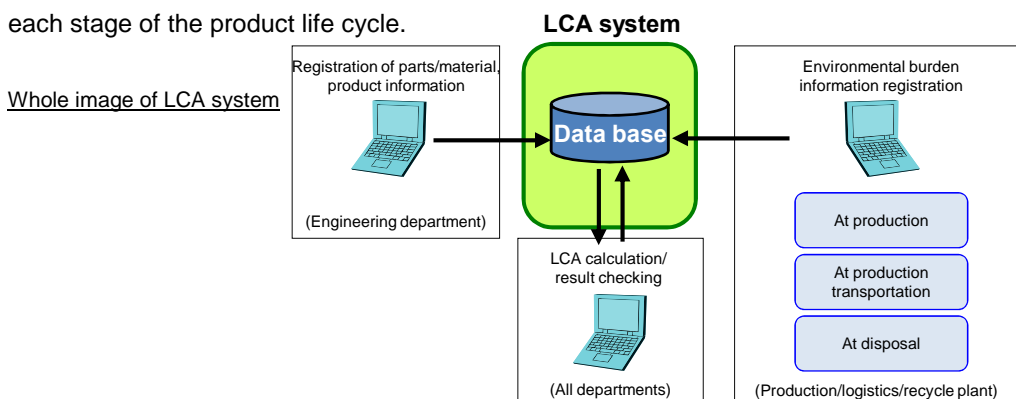 each stage of the product life cycle.
LCA system
Whole image of LCA system
Registration of parts/material,
product information
(Engineering department)
Data base
LCA calculation/
result checking
(All departments)
Environmental burden
information registration
At production
At production
transportation
At disposal
(Production/logistics/recycle plant)